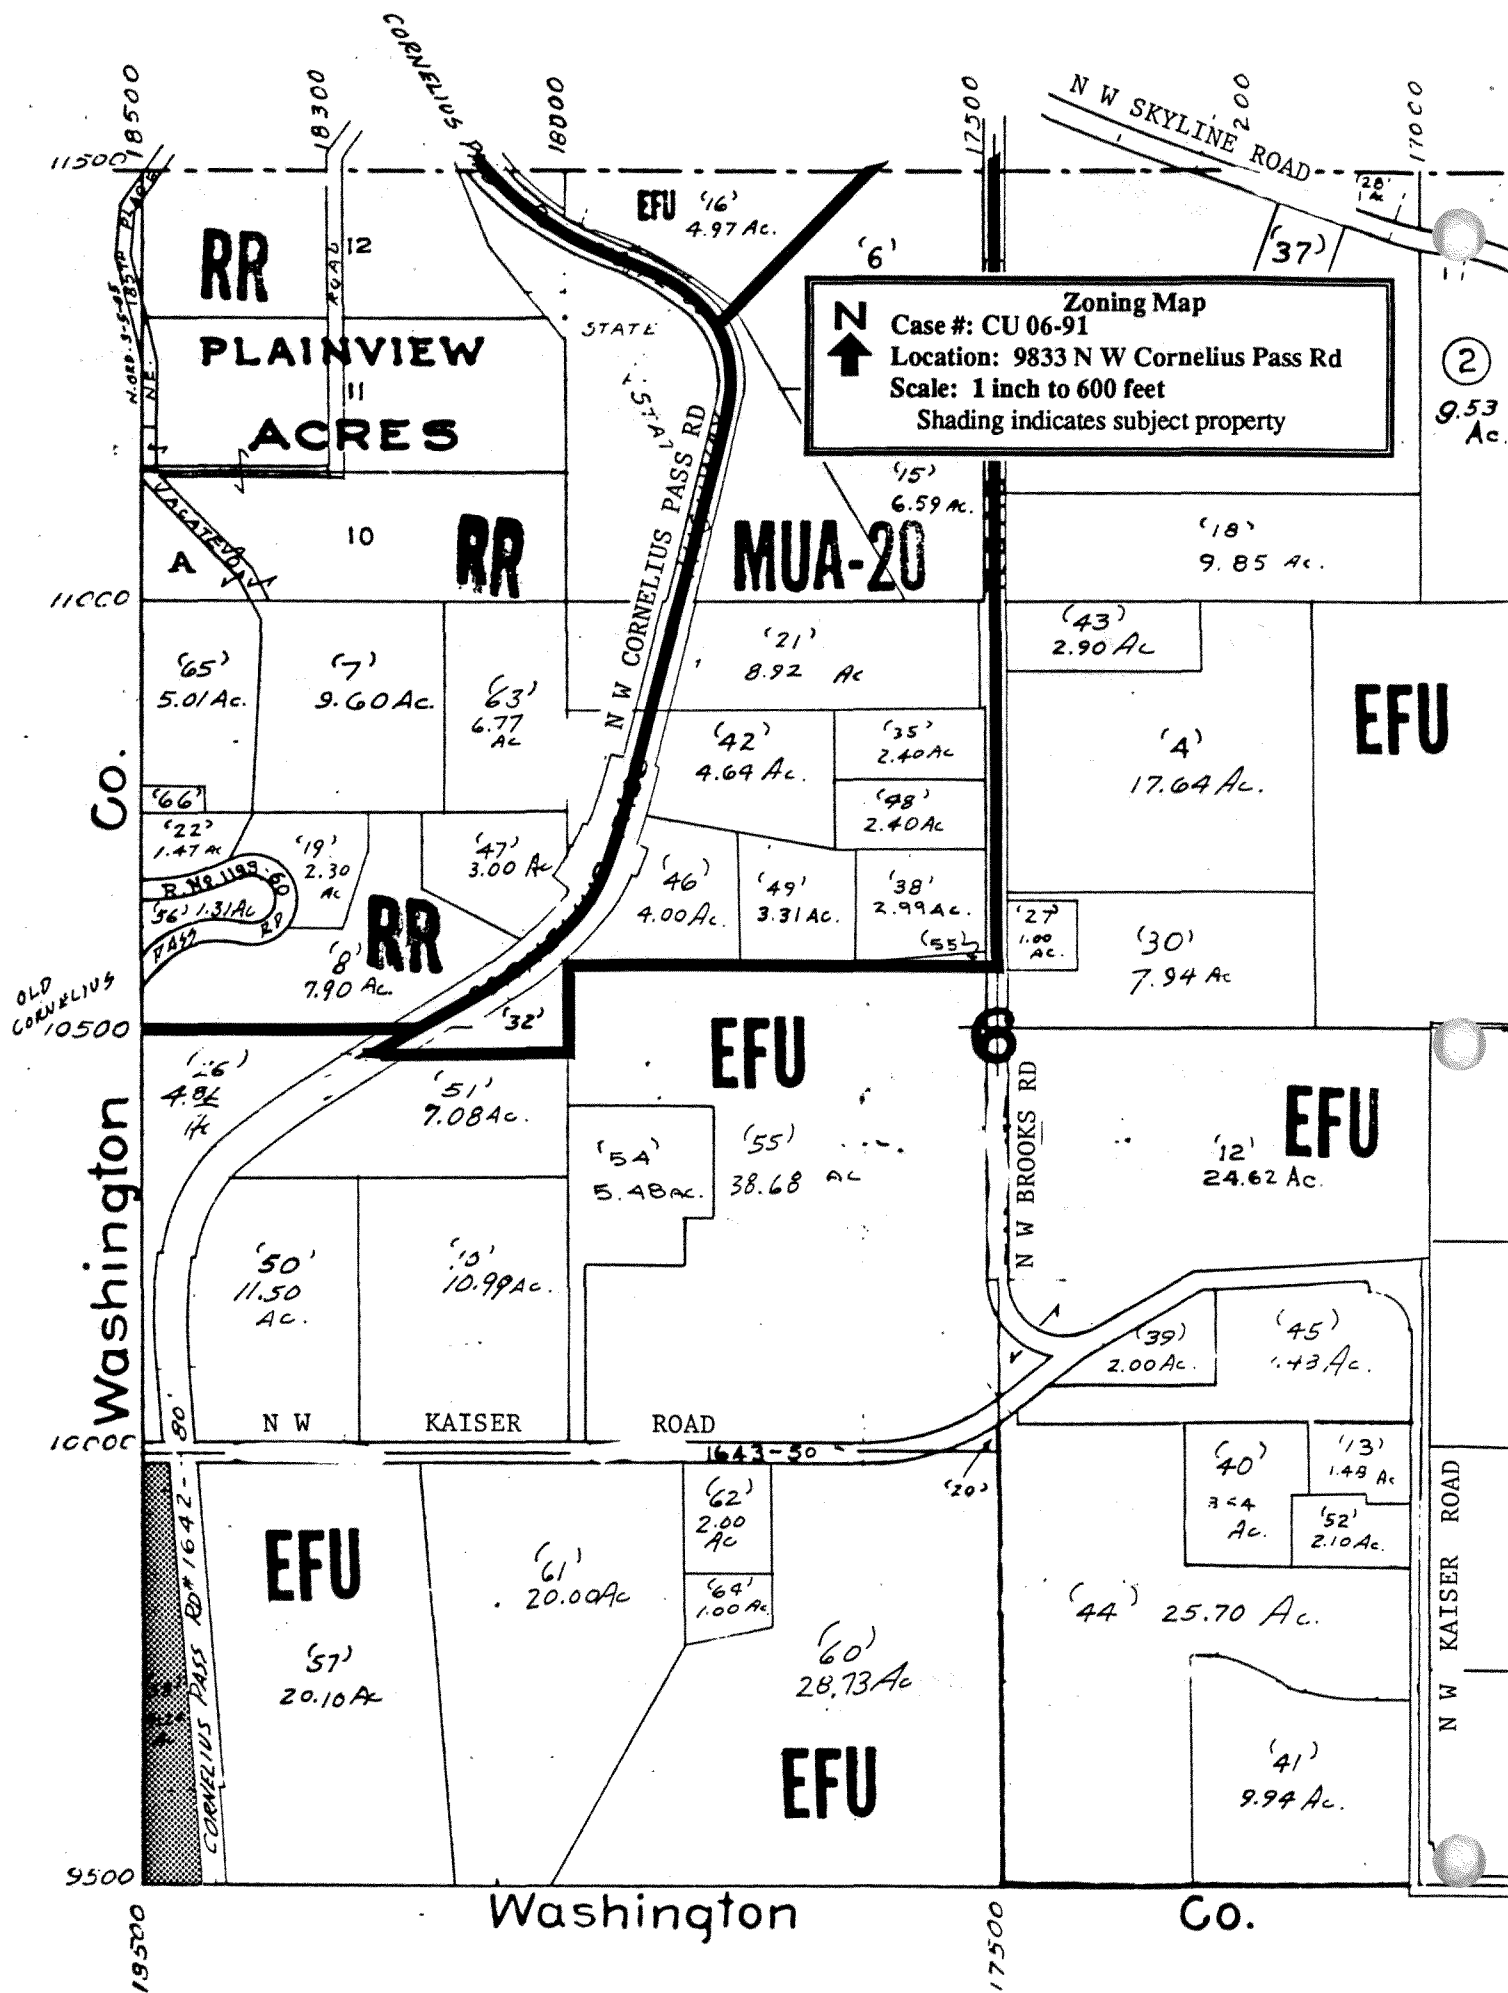 CORNELIUS
18500
18300
18000
17500
N W SKYLINE ROAD
17000
11500
EFU
(16)
4.97 Ac.
(6)
(37)
(28)
Ac
RR
12
ROAD
PLAINVIEW
11
ACRES
STATE
N W CORNELIUS PASS RD
N
Zoning Map
Case #: CU 06-91
Location: 9833 N W Cornelius Pass Rd
Scale: 1 inch to 600 feet
Shading indicates subject property
2
9.53
Ac.
(15)
6.59 Ac.
VACATED
A
10
RR
MUA-20
(18)
9.85 Ac.
11000
(65)
5.01 Ac.
(7)
9.60 Ac.
(63)
6.77
Ac
(21)
8.92 Ac
(43)
2.90 Ac
(42)
4.64 Ac.
(35)
2.40 Ac
(4)
17.64 Ac.
EFU
(48)
2.40 Ac
Washington Co.
(66)
(22)
1.47 Ac
(19)
2.30
Ac
(47)
3.00 Ac
(46)
4.00 Ac.
(49)
3.31 Ac.
(38)
2.99 Ac.
(55)
R. No 1193-60
(56) 1.31 Ac
PASS RD
OLD
CORNELIUS
RR
(8)
7.90 Ac.
(27)
1.00
Ac.
(30)
7.94 Ac
10500
(32)
EFU
6
(26)
(51)
7.08 Ac.
(54)
5.48 Ac.
(55)
38.68 Ac
N W BROOKS RD
(12)
24.62 Ac.
EFU
(50)
11.50
Ac.
10.99 Ac.
(39)
2.00 Ac.
(45)
80'
N W KAISER ROAD
10000
1643-50
(20)
(40)
Ac.
(13)
1.48 Ac
(52)
2.10 Ac.
N W KAISER ROAD
CORNELIUS PASS RD # 1642-
EFU
(57)
20.10 Ac
(61)
20.00 Ac
(62)
2.00
Ac
(64)
1.00 Ac
(60)
28.73 Ac
(44) 25.70 Ac.
EFU
(41)
9.94 Ac.
9500
Washington Co.
18500
17500